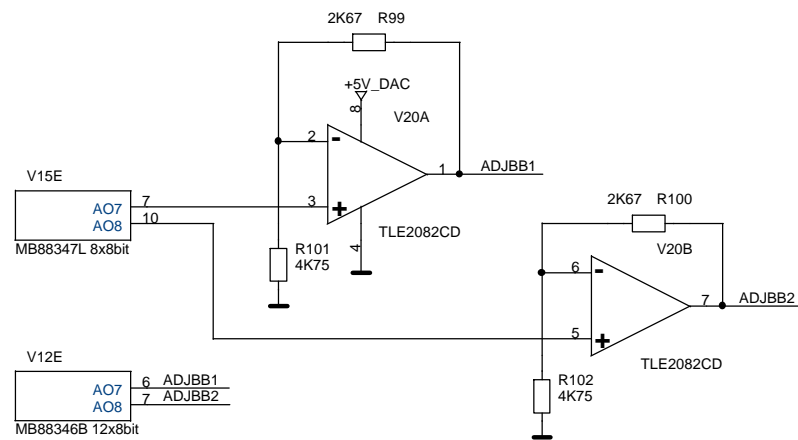 2K67 R99
+5V_DAC
8
V20A
2
-
1 ADJBB1
V15E
AO7 7
AO8 10
3
+
MB88347L 8x8bit
4
TLE2082CD
R101
4K75
2K67 R100
V20B
6
-
7 ADJBB2
5
+
TLE2082CD
V12E
AO7 6 ADJBB1
AO8 7 ADJBB2
MB88346B 12x8bit
R102
4K75